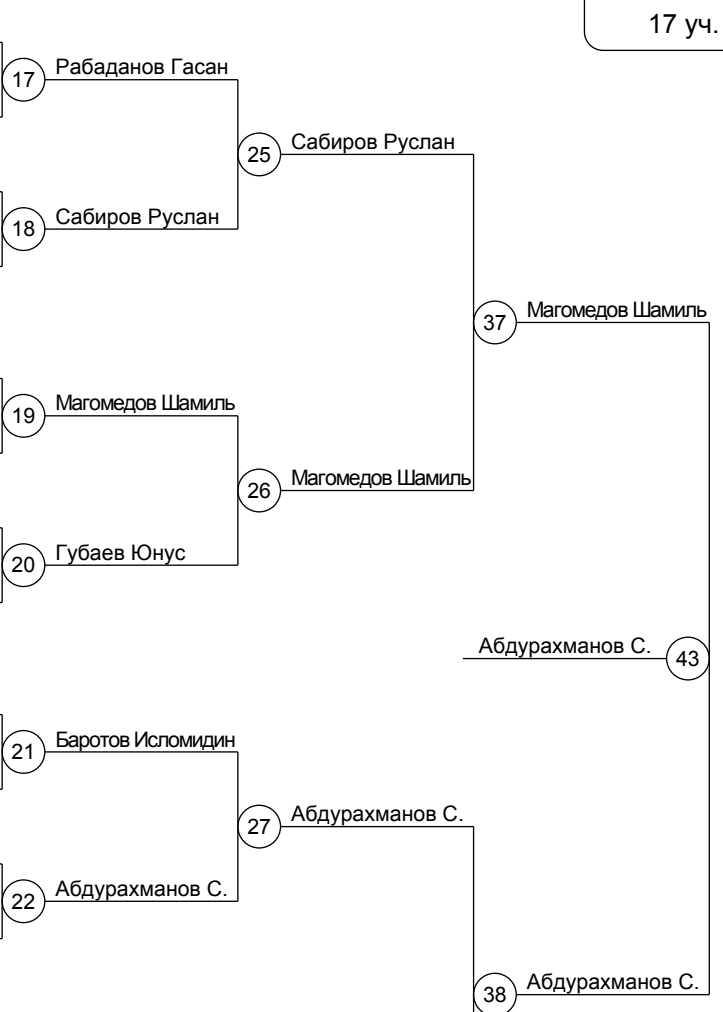 17 уч.
17 Рабаданов Гасан
25 Сабиров Руслан
18 Сабиров Руслан
37 Магомедов Шамиль
19 Магомедов Шамиль
26 Магомедов Шамиль
20 Губаев Юнус
Абдурахманов С. 43
21 Баротов Исломидин
27 Абдурахманов С.
22 Абдурахманов С.
38 Абдурахманов С.